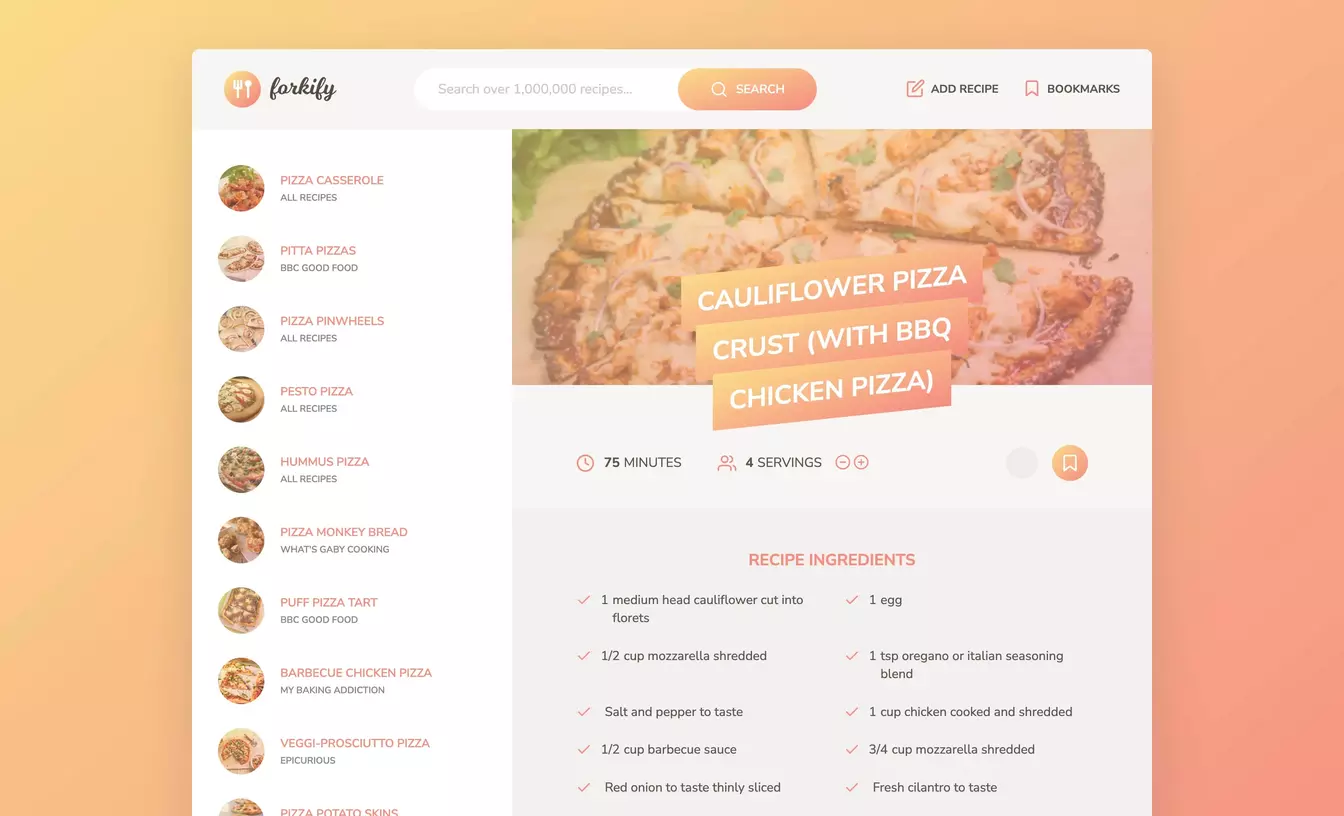 forkify
Search over 1,000,000 recipes...
SEARCH
ADD RECIPE
BOOKMARKS
PIZZA CASSEROLE
ALL RECIPES
PITTA PIZZAS
BBC GOOD FOOD
PIZZA PINWHEELS
ALL RECIPES
PESTO PIZZA
ALL RECIPES
HUMMUS PIZZA
ALL RECIPES
PIZZA MONKEY BREAD
WHAT'S GABY COOKING
PUFF PIZZA TART
BBC GOOD FOOD
BARBECUE CHICKEN PIZZA
MY BAKING ADDICTION
VEGGI-PROSCIUTTO PIZZA
EPICURIOUS
PIZZA POTATO SKINS
CAULIFLOWER PIZZA
CRUST (WITH BBQ
CHICKEN PIZZA)
75 MINUTES
4 SERVINGS
RECIPE INGREDIENTS
1 medium head cauliflower cut into
florets
1 egg
1/2 cup mozzarella shredded
1 tsp oregano or italian seasoning
blend
Salt and pepper to taste
1 cup chicken cooked and shredded
1/2 cup barbecue sauce
3/4 cup mozzarella shredded
Red onion to taste thinly sliced
Fresh cilantro to taste